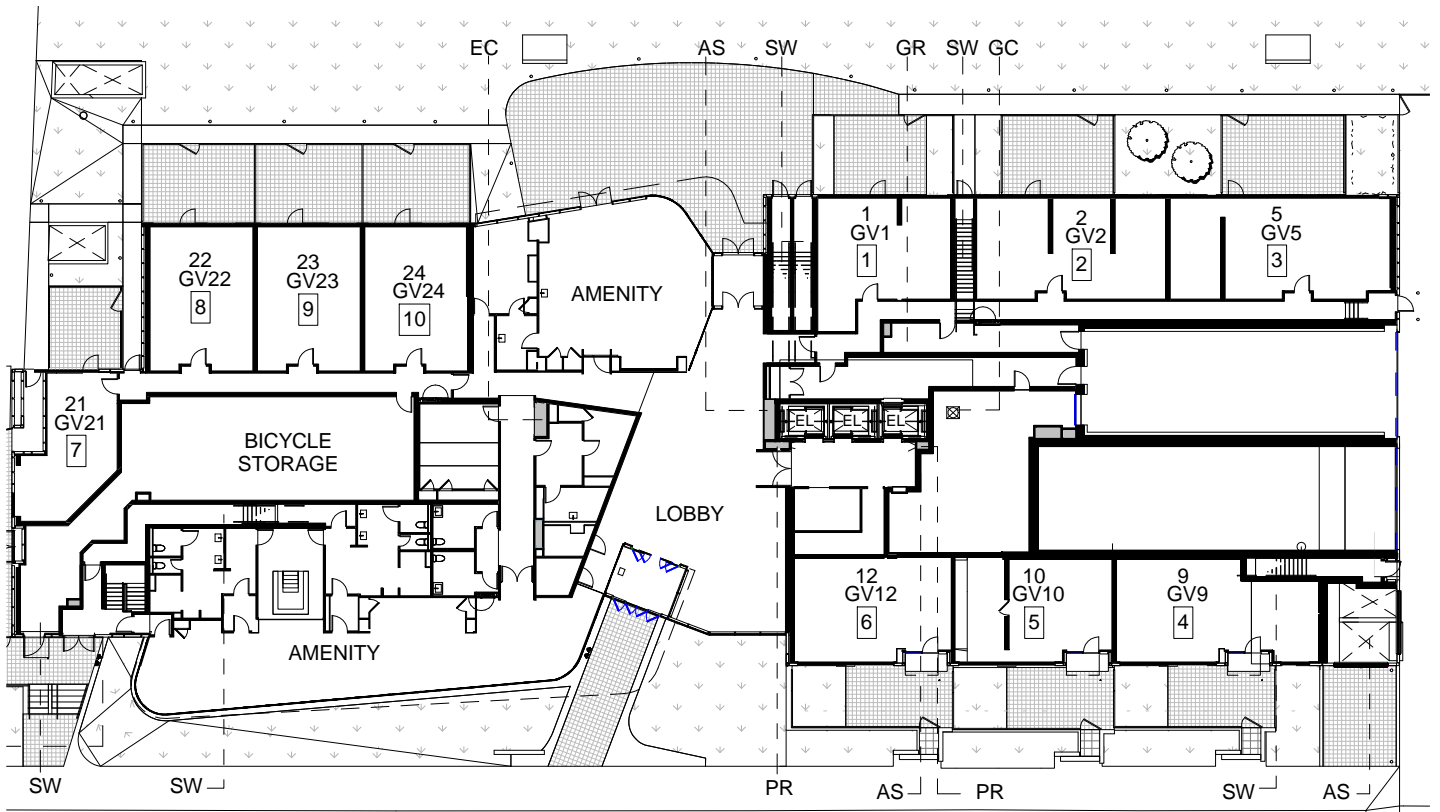 EC
AS
SW
GR
SW
GC
1
GV1
1
2
GV2
2
5
GV5
3
22
GV22
8
23
GV23
9
24
GV24
10
AMENITY
21
GV21
7
BICYCLE
STORAGE
EL
EL
EL
LOBBY
12
GV12
6
10
GV10
5
9
GV9
4
AMENITY
SW
SW
PR
AS
PR
SW
AS